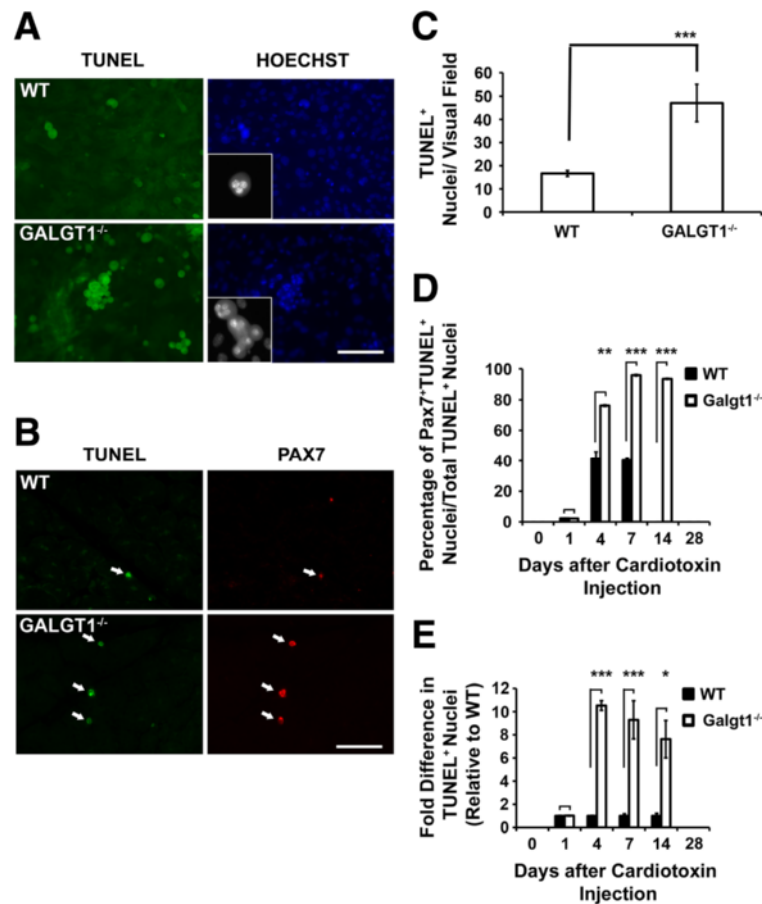 A
TUNEL HOECHST
WT
GALGT1-/-
B
TUNEL PAX7
WT
GALGT1-/-
C
***
TUNEL+
Nuclei/ Visual Field
60
50
40
30
20
10
0
WT GALGT1-/-
D
Percentage of Pax7+TUNEL+
Nuclei/Total TUNEL+ Nuclei
100
80
60
40
20
0
** *** ***
WT
Galgt1-/-
0 1 4 7 14 28
Days after Cardiotoxin
Injection
E
Fold Difference in
TUNEL+ Nuclei
(Relative to WT)
12
10
8
6
4
2
0
*** *** *
WT
Galgt1-/-
0 1 4 7 14 28
Days after Cardiotoxin
Injection